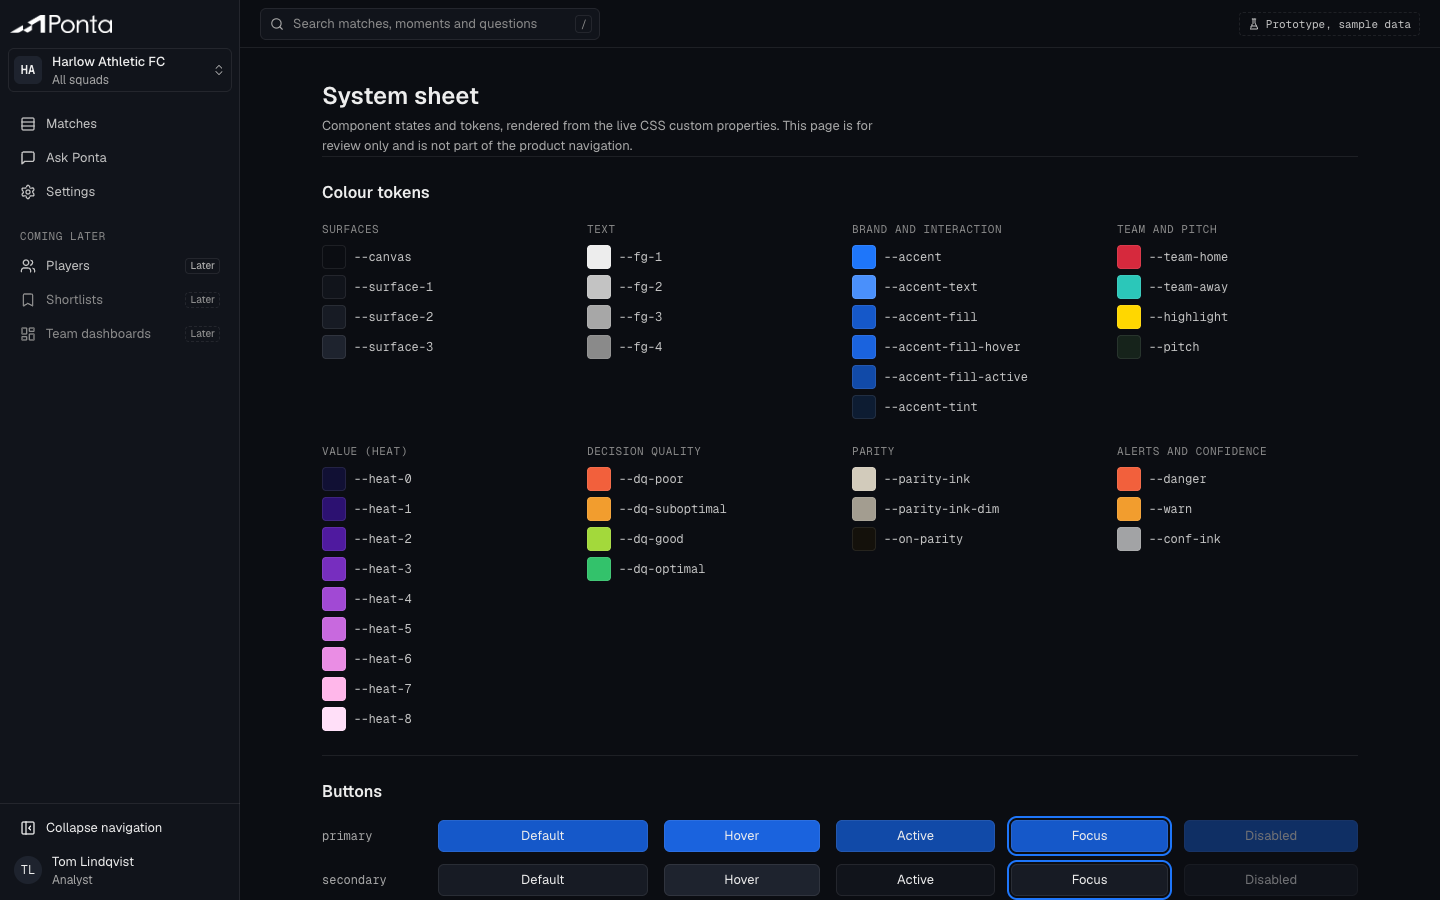 Ponta
Search matches, moments and questions
/
Prototype, sample data
HA
Harlow Athletic FC
All squads
Matches
Ask Ponta
Settings
COMING LATER
Players
Later
Shortlists
Later
Team dashboards
Later
Collapse navigation
TL
Tom Lindqvist
Analyst
System sheet
Component states and tokens, rendered from the live CSS custom properties. This page is for
review only and is not part of the product navigation.
Colour tokens
SURFACES
--canvas
--surface-1
--surface-2
--surface-3
TEXT
--fg-1
--fg-2
--fg-3
--fg-4
BRAND AND INTERACTION
--accent
--accent-text
--accent-fill
--accent-fill-hover
--accent-fill-active
--accent-tint
TEAM AND PITCH
--team-home
--team-away
--highlight
--pitch
VALUE (HEAT)
--heat-0
--heat-1
--heat-2
--heat-3
--heat-4
--heat-5
--heat-6
--heat-7
--heat-8
DECISION QUALITY
--dq-poor
--dq-suboptimal
--dq-good
--dq-optimal
PARITY
--parity-ink
--parity-ink-dim
--on-parity
ALERTS AND CONFIDENCE
--danger
--warn
--conf-ink
Buttons
primary
Default
Hover
Active
Focus
Disabled
secondary
Default
Hover
Active
Focus
Disabled